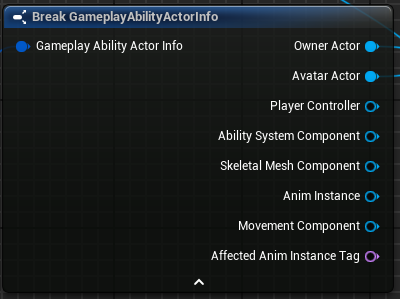 Break GameplayAbilityActorInfo
Gameplay Ability Actor Info
Owner Actor
Avatar Actor
Player Controller
Ability System Component
Skeletal Mesh Component
Anim Instance
Movement Component
Affected Anim Instance Tag